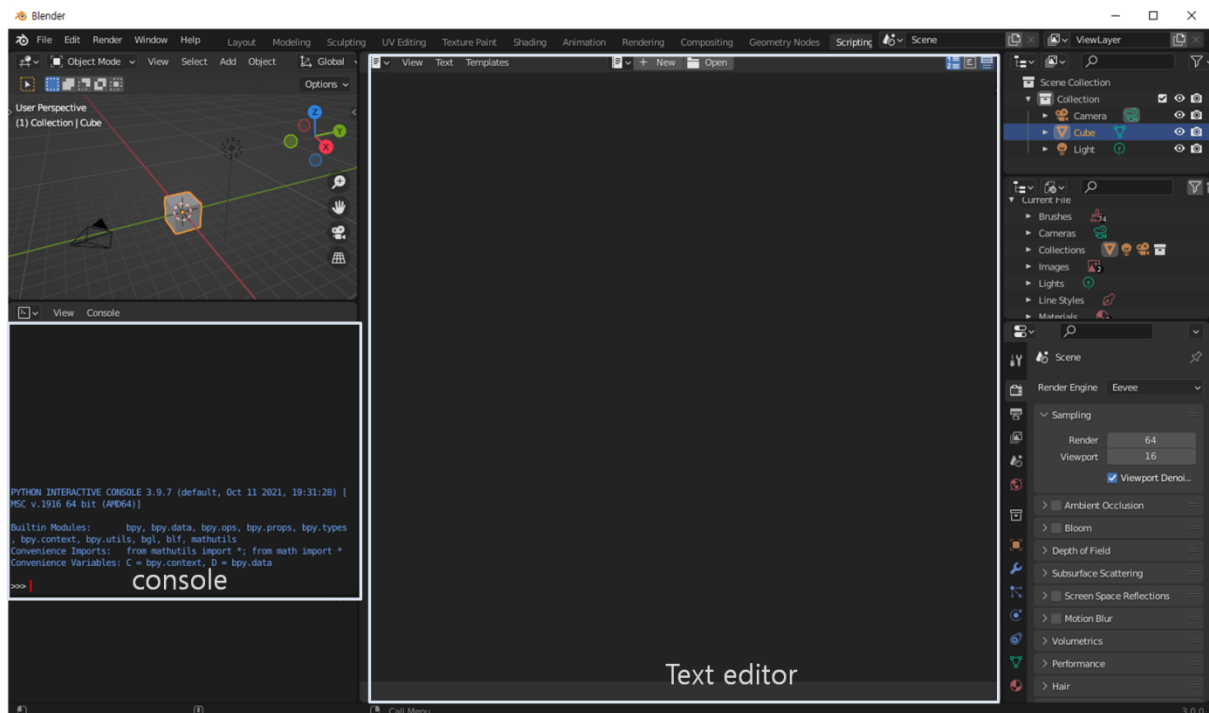 Blender
File Edit Render Window Help Layout Modeling Sculpting UV Editing Texture Paint Shading Animation Rendering Compositing Geometry Nodes Scripting Scene ViewLayer
Object Mode View Select Add Object Global
Options
User Perspective
(1) Collection | Cube
Z
Y
X
View Console
PYTHON INTERACTIVE CONSOLE 3.9.7 (default, Oct 11 2021, 19:31:28) [
MSC v.1916 64 bit (AMD64)]
Builtin Modules: bpy, bpy.data, bpy.ops, bpy.props, bpy.types
, bpy.context, bpy.utils, bgl, blf, mathutils
Convenience Imports: from mathutils import *; from math import *
Convenience Variables: C = bpy.context, D = bpy.data
>>>
console
View Text Templates + New Open
Text editor
Call Menu
Scene Collection
Collection
Camera
Cube
Light
Current File
Brushes 74
Cameras
Collections
Images 2
Lights
Line Styles
Materials
Scene
Render Engine Eevee
Sampling
Render 64
Viewport 16
Viewport Denoi...
Ambient Occlusion
Bloom
Depth of Field
Subsurface Scattering
Screen Space Reflections
Motion Blur
Volumetrics
Performance
Hair
3.0.0